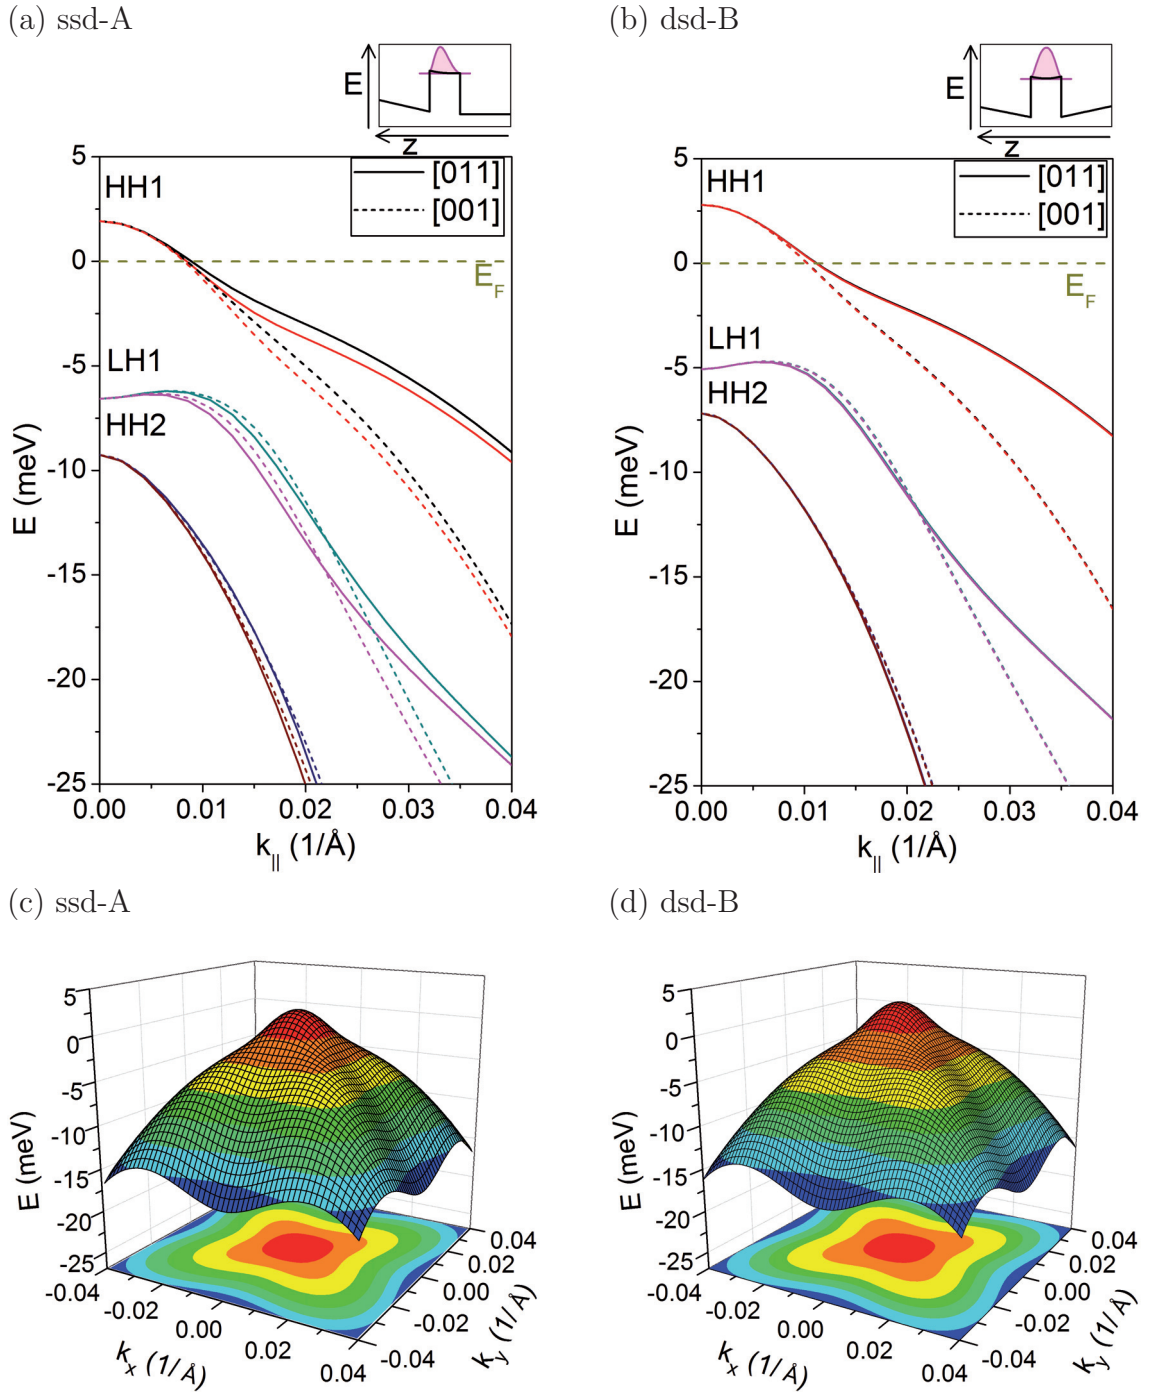 (a) ssd-A
E
z
5
0
-5
-10
-15
-20
-25
E (meV)
HH1
LH1
HH2
[011]
[001]
E_F
0.00 0.01 0.02 0.03 0.04
k_|| (1/Å)
(b) dsd-B
E
z
5
0
-5
-10
-15
-20
-25
E (meV)
HH1
LH1
HH2
[011]
[001]
E_F
0.00 0.01 0.02 0.03 0.04
k_|| (1/Å)
(c) ssd-A
5
0
-5
-10
-15
-20
-25
E (meV)
-0.04 -0.02 0.00 0.02 0.04
k_x (1/Å)
-0.04 -0.02 0.00 0.02 0.04
k_y (1/Å)
(d) dsd-B
5
0
-5
-10
-15
-20
-25
E (meV)
-0.04 -0.02 0.00 0.02 0.04
k_x (1/Å)
-0.04 -0.02 0.00 0.02 0.04
k_y (1/Å)